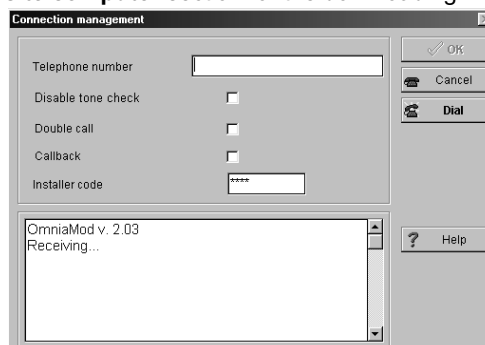 Connection management
OK
Telephone number
Cancel
Disable tone check
Dial
Double call
Callback
Installer code ****
OmniaMod v. 2.03
Receiving...
Help